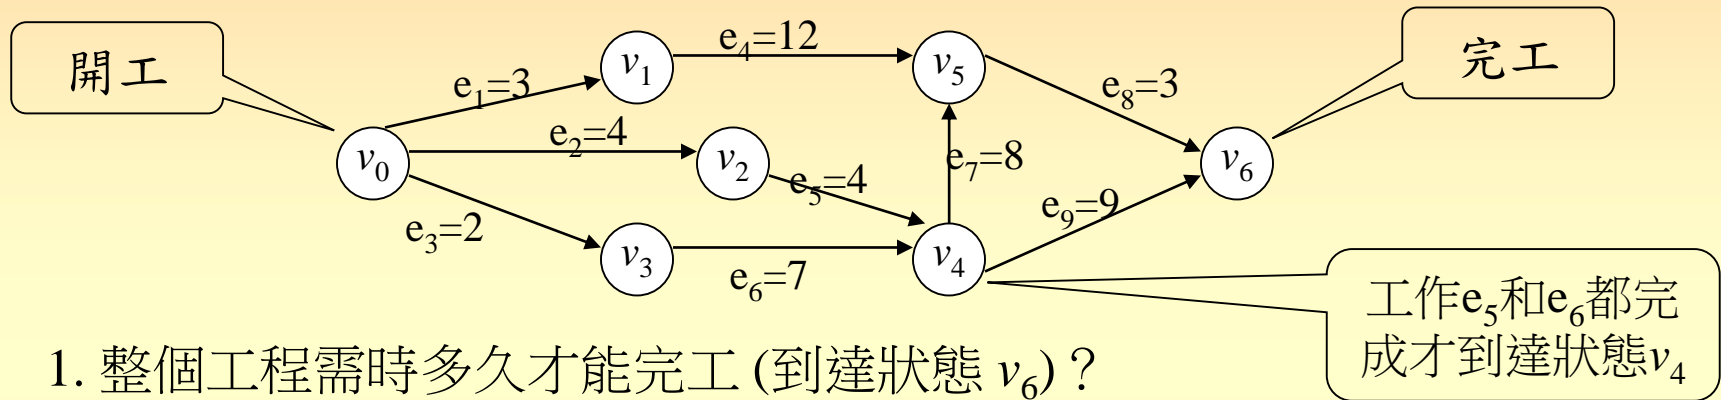 開工
完工
e₁=3
e₄=12
e₂=4
e₃=2
e₅=4
e₆=7
e₇=8
e₈=3
e₉=9
v₀
v₁
v₂
v₃
v₄
v₅
v₆
工作e₅和e₆都完
成才到達狀態v₄
1. 整個工程需時多久才能完工 (到達狀態 v₆)？